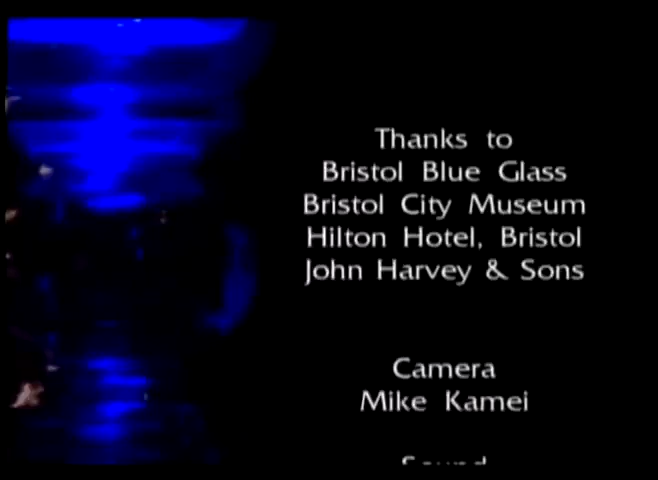 Thanks to
Bristol Blue Glass
Bristol City Museum
Hilton Hotel, Bristol
John Harvey & Sons
Camera
Mike Kamei